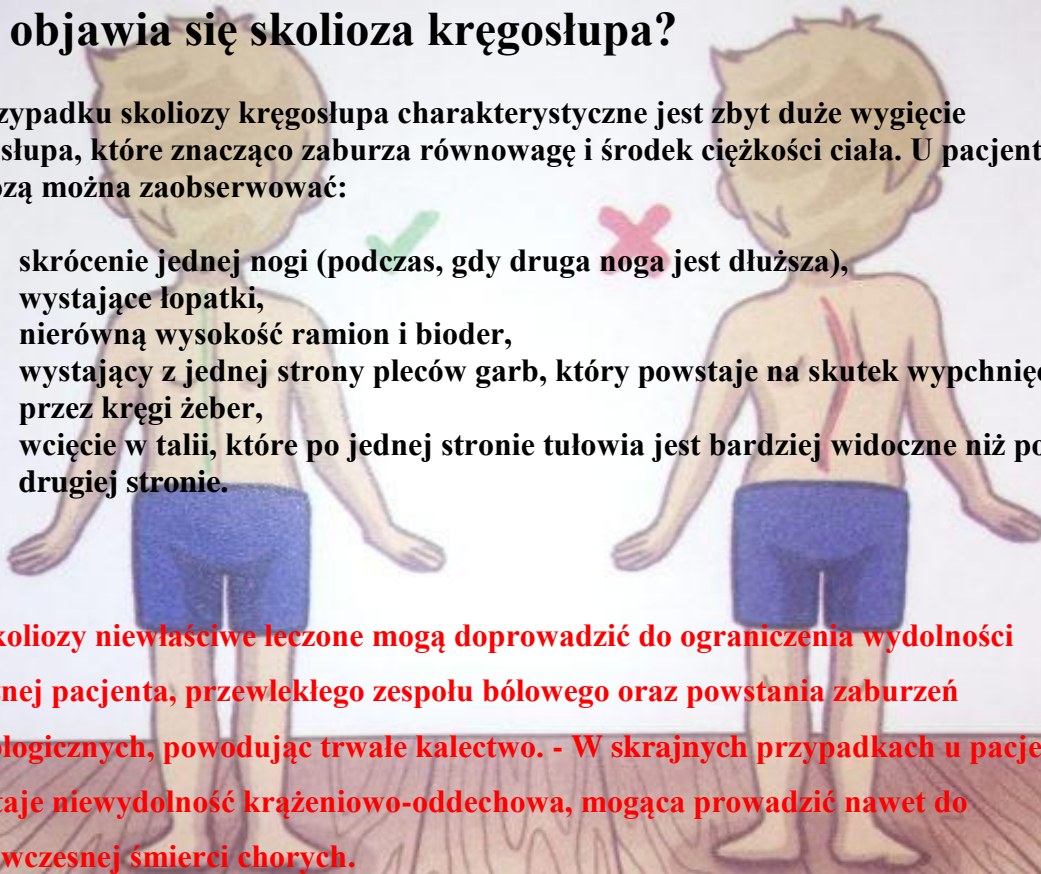 objawia się skolioza kręgosłupa?
zypadku skoliozy kręgosłupa charakterystyczne jest zbyt duże wygięcie
słupa, które znacząco zaburza równowagę i środek ciężkości ciała. U pacjent
ozą można zaobserwować:
skrócenie jednej nogi (podczas, gdy druga noga jest dłuższa),
wystające łopatki,
nierówną wysokość ramion i bioder,
wystający z jednej strony pleców garb, który powstaje na skutek wypchnię
przez kręgi żeber,
wcięcie w talii, które po jednej stronie tułowia jest bardziej widoczne niż po
drugiej stronie.
koliozy niewłaściwe leczone mogą doprowadzić do ograniczenia wydolności
nej pacjenta, przewlekłego zespołu bólowego oraz powstania zaburzeń
ologicznych, powodując trwałe kalectwo. - W skrajnych przypadkach u pacje
taje niewydolność krążeniowo-oddechowa, mogąca prowadzić nawet do
wczesnej śmierci chorych.